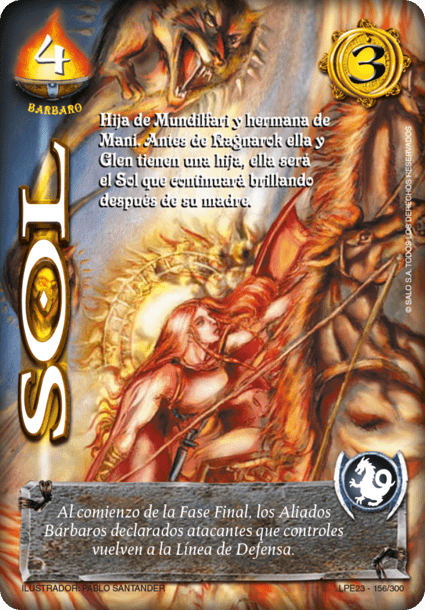 4
BÁRBARO
3
Hija de Mundilfari y hermana de
Mani. Antes de Ragnarok ella y
Glen tienen una hija, ella será
el Sol que continuará brillando
después de su madre.
SOL
© SALO S.A. TODOS LOS DERECHOS RESERVADOS
Al comienzo de la Fase Final, los Aliados
Bárbaros declarados atacantes que controles
vuelven a la Línea de Defensa.
ILUSTRADOR: PABLO SANTANDER
LPE23 - 156/300